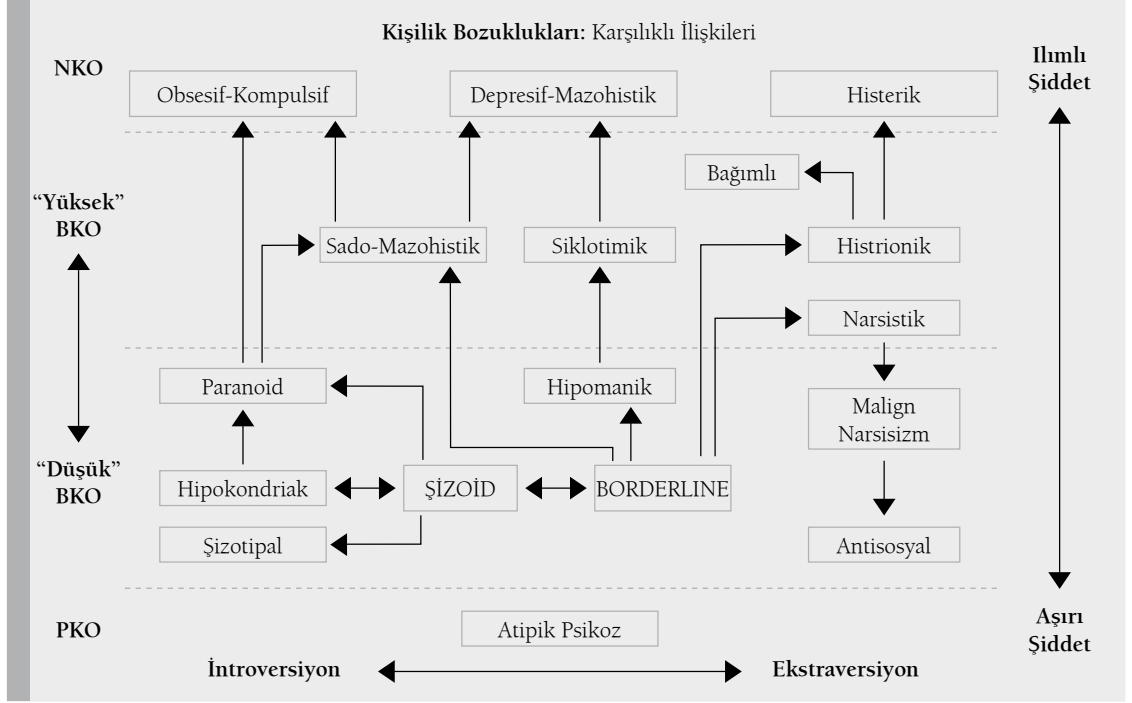 Kişilik Bozuklukları: Karşılıklı İlişkileri
NKO
Ilımlı
Şiddet
Obsesif-Kompulsif
Depresif-Mazohistik
Histerik
Bağımlı
“Yüksek”
BKO
Sado-Mazohistik
Siklotimik
Histrionik
Narsistik
Paranoid
Hipomanik
Malign
Narsisizm
“Düşük”
BKO
Hipokondriak
ŞİZOİD
BORDERLINE
Şizotipal
Antisosyal
PKO
Atipik Psikoz
Aşırı
Şiddet
İntroversiyon
Ekstraversiyon